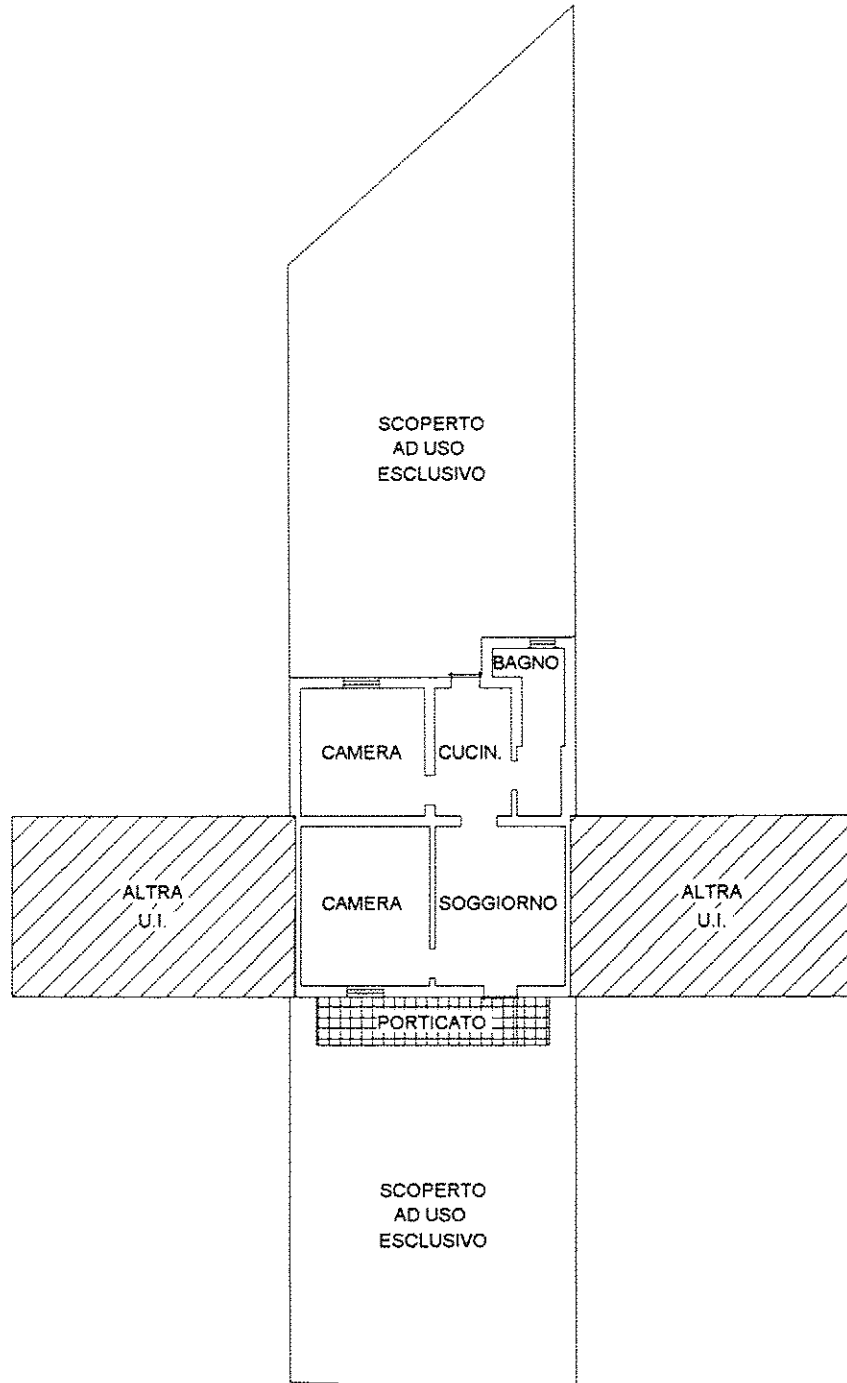 SCOPERTO
AD USO
ESCLUSIVO
BAGNO
CAMERA
CUCIN.
ALTRA
U.I.
CAMERA
SOGGIORNO
ALTRA
U.I.
PORTICATO
SCOPERTO
AD USO
ESCLUSIVO